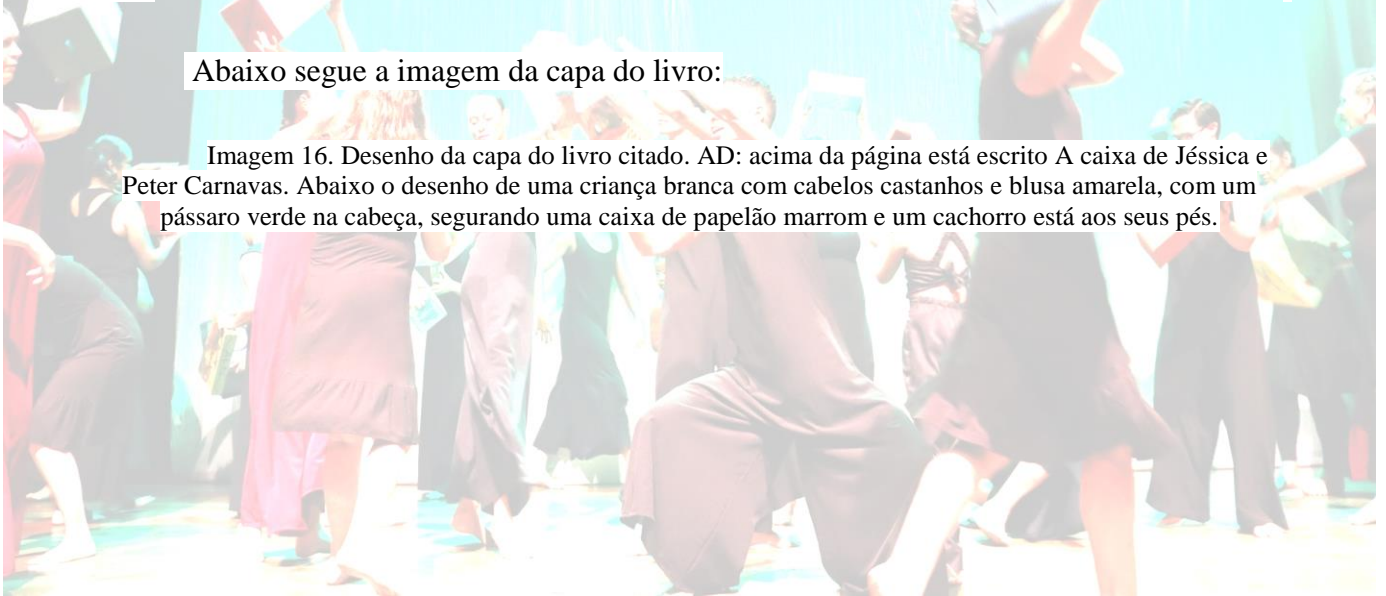 Abaixo segue a imagem da capa do livro:
Imagem 16. Desenho da capa do livro citado. AD: acima da página está escrito A caixa de Jéssica e
Peter Carnavas. Abaixo o desenho de uma criança branca com cabelos castanhos e blusa amarela, com um
pássaro verde na cabeça, segurando uma caixa de papelão marrom e um cachorro está aos seus pés.